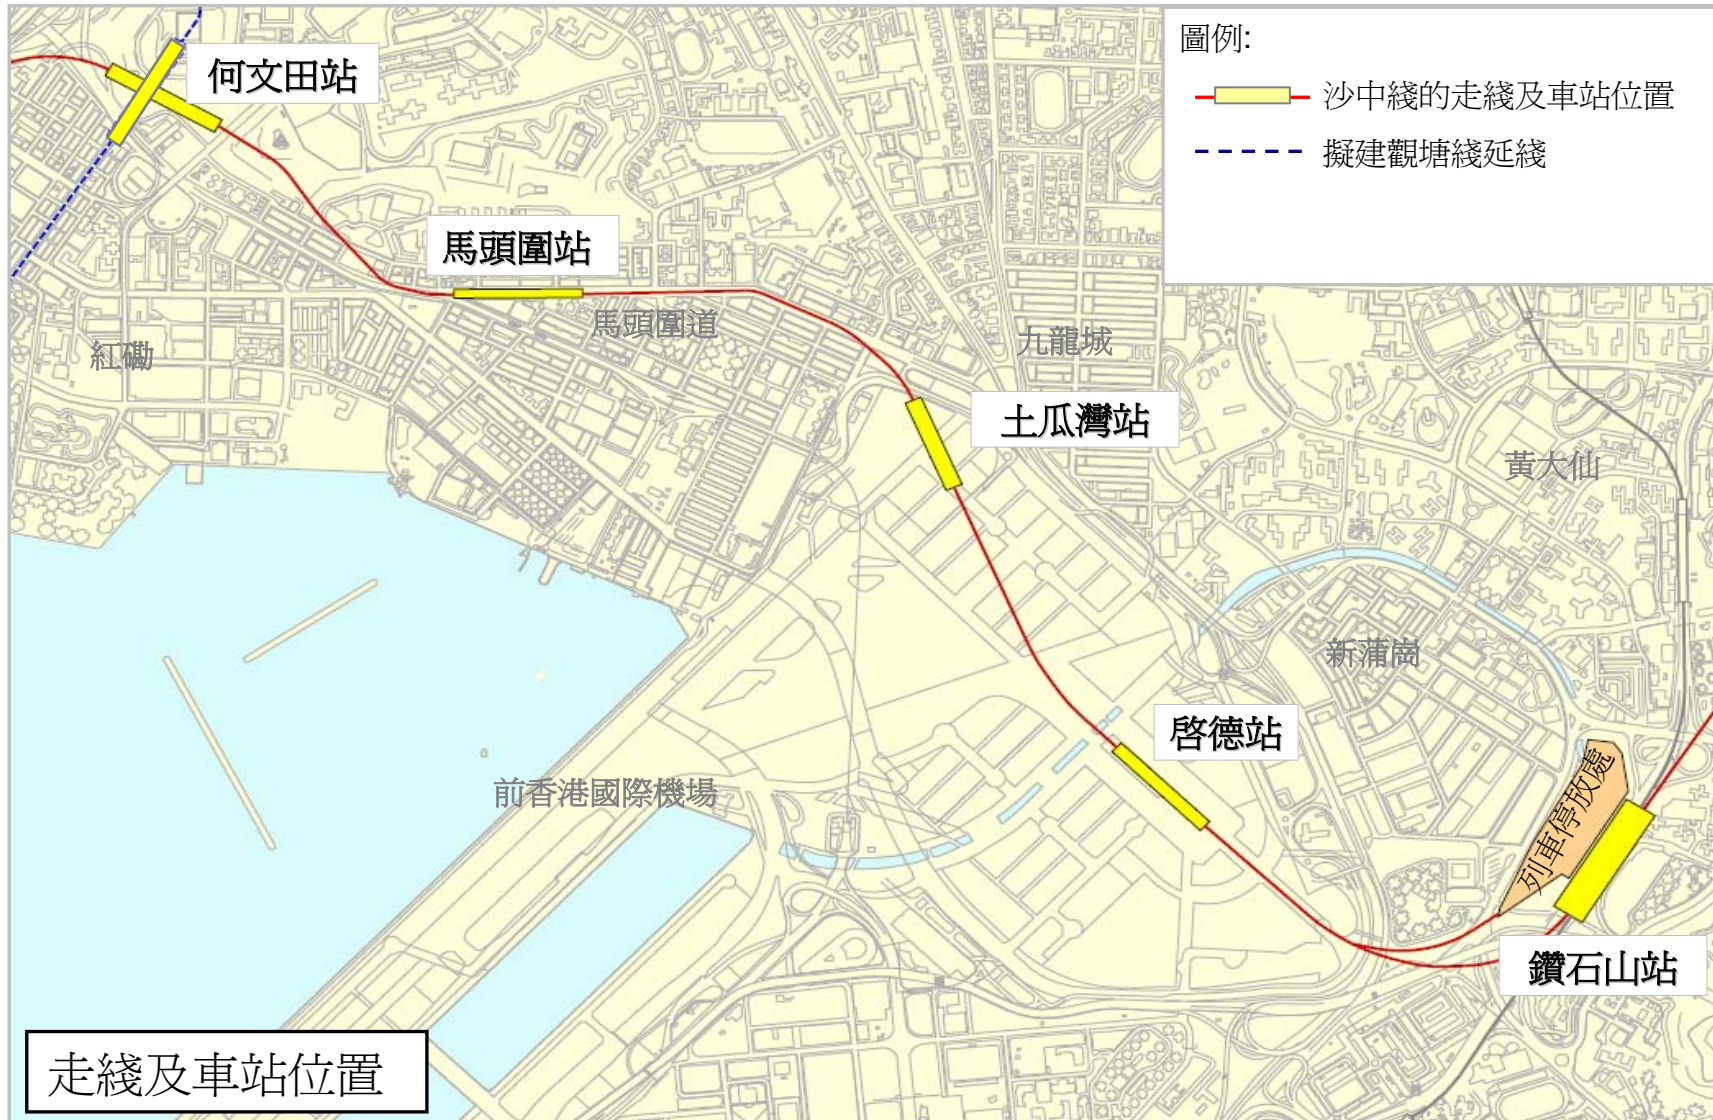 圖例:
沙中綫的走綫及車站位置
擬建觀塘綫延綫
何文田站
馬頭圍站
馬頭圍道
九龍城
紅磡
土瓜灣站
黃大仙
新蒲崗
啓德站
前香港國際機場
列車停放處
鑽石山站
走綫及車站位置